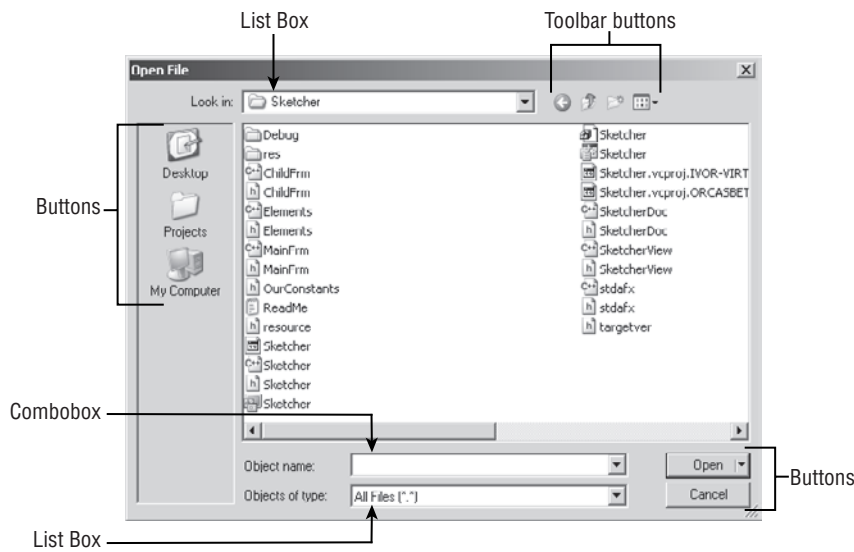 List Box
Toolbar buttons
Open File
Look in:
Sketcher
Buttons
Desktop
Projects
My Computer
Debug
res
ChildFrm
ChildFrm
Elements
Elements
MainFrm
MainFrm
OurConstants
ReadMe
resource
Sketcher
Sketcher
Sketcher
Sketcher
Sketcher
Sketcher
Sketcher.vcproj.IVOR-VIRT
Sketcher.vcproj.ORCASBET
SketcherDoc
SketcherDoc
SketcherView
SketcherView
stdafx
stdafx
targetver
Combobox
Object name:
Open
Buttons
Objects of type:
All Files (*.*)
Cancel
List Box